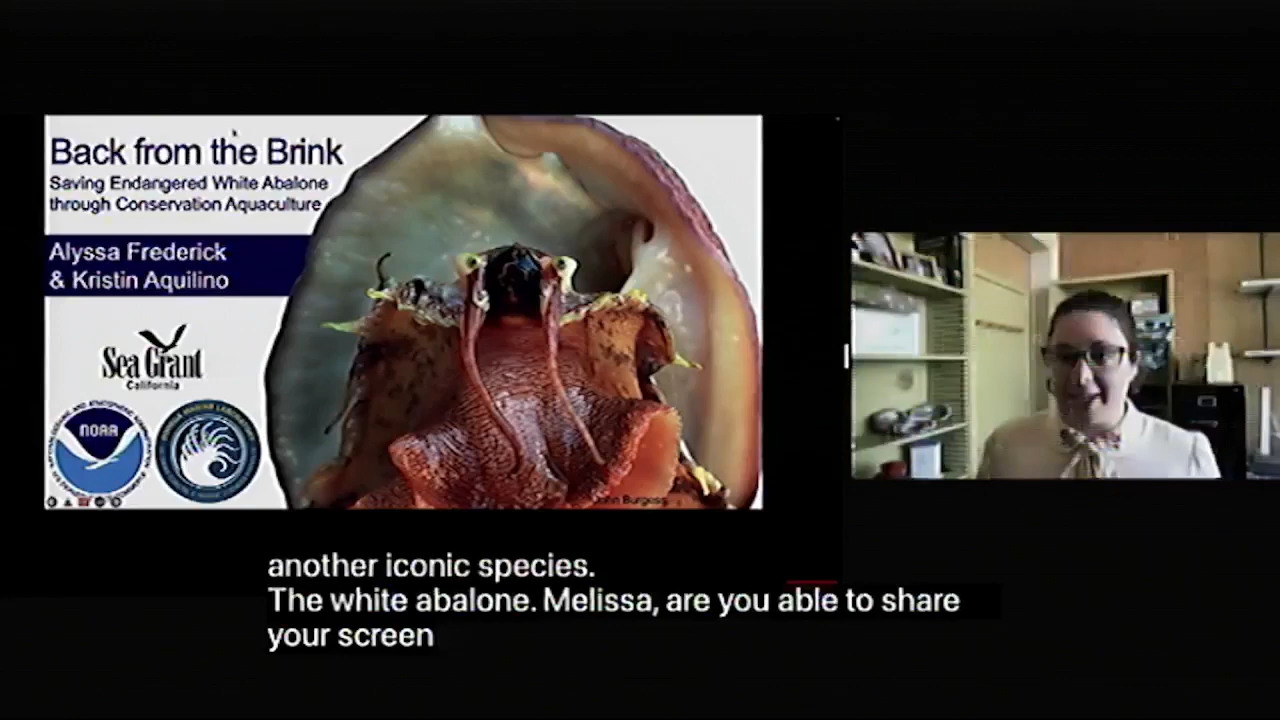 Back from the Brink
Saving Endangered White Abalone
through Conservation Aquaculture
Alyssa Frederick
& Kristin Aquilino
Sea Grant
California
NOAA
John Burgess
another iconic species.
The white abalone. Melissa, are you able to share
your screen